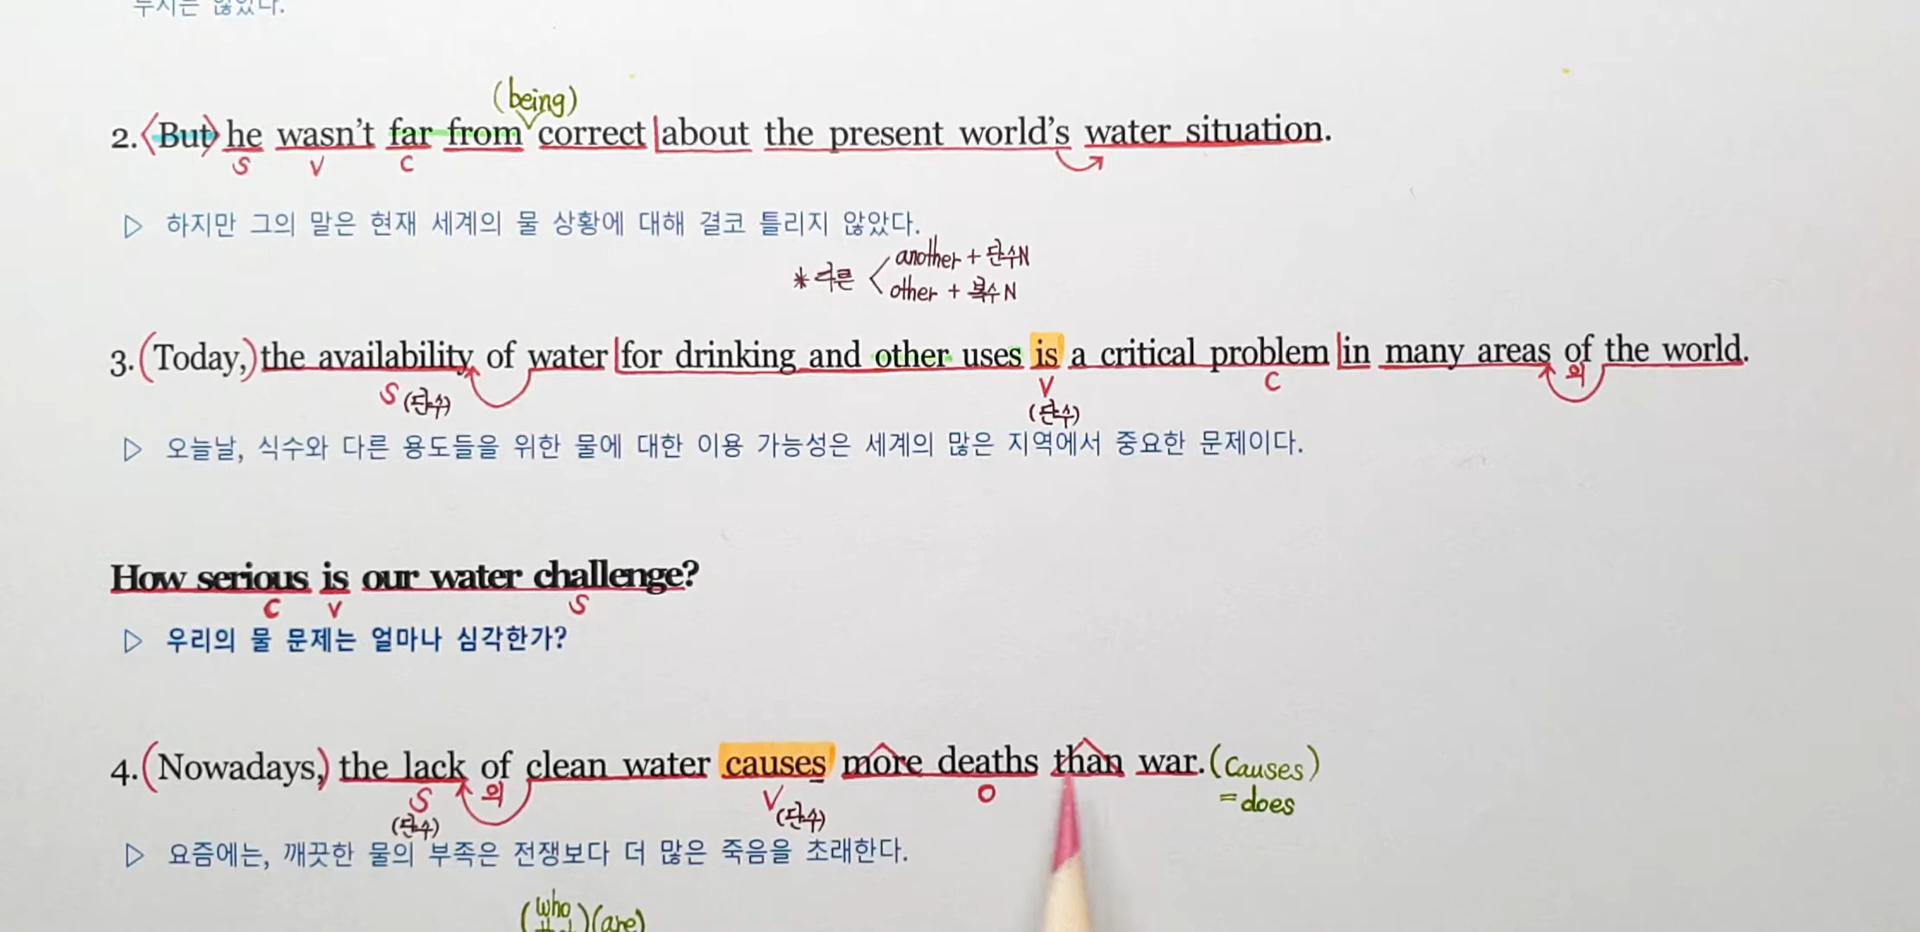 두시는 않았다.
(being)
2. <But> he wasn't far from correct about the present world's water situation.
S V C
▷ 하지만 그의 말은 현재 세계의 물 상황에 대해 결코 틀리지 않았다.
another + 단수N
* 다른 <
other + 복수N
3. (Today,) the availability of water for drinking and other uses is a critical problem in many areas of the world.
S (단수) V C 의
(단수)
▷ 오늘날, 식수와 다른 용도들을 위한 물에 대한 이용 가능성은 세계의 많은 지역에서 중요한 문제이다.
How serious is our water challenge?
C V S
▷ 우리의 물 문제는 얼마나 심각한가?
4. (Nowadays,) the lack of clean water causes more deaths than war. (causes)
S 의 V (단수) O =does
(단수)
▷ 요즘에는, 깨끗한 물의 부족은 전쟁보다 더 많은 죽음을 초래한다.
(who) (are)